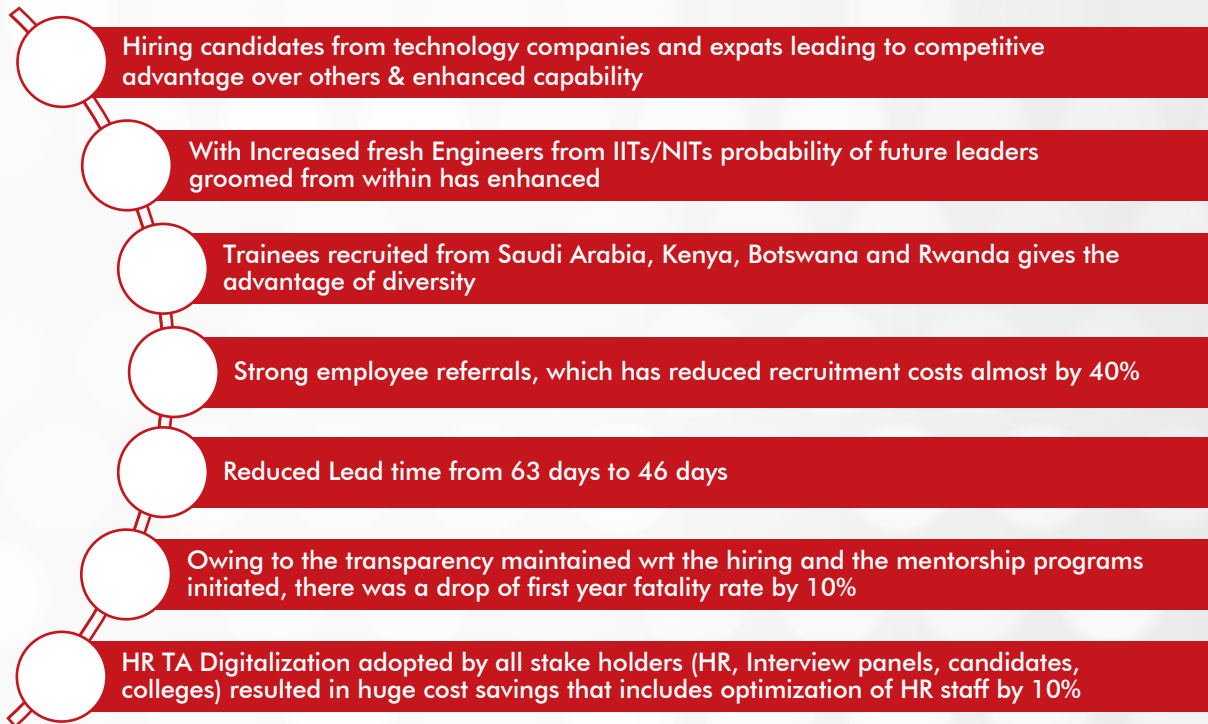 Hiring candidates from technology companies and expats leading to competitive
advantage over others & enhanced capability
With Increased fresh Engineers from IITs/NITs probability of future leaders
groomed from within has enhanced
Trainees recruited from Saudi Arabia, Kenya, Botswana and Rwanda gives the
advantage of diversity
Strong employee referrals, which has reduced recruitment costs almost by 40%
Reduced Lead time from 63 days to 46 days
Owing to the transparency maintained wrt the hiring and the mentorship programs
initiated, there was a drop of first year fatality rate by 10%
HR TA Digitalization adopted by all stake holders (HR, Interview panels, candidates,
colleges) resulted in huge cost savings that includes optimization of HR staff by 10%